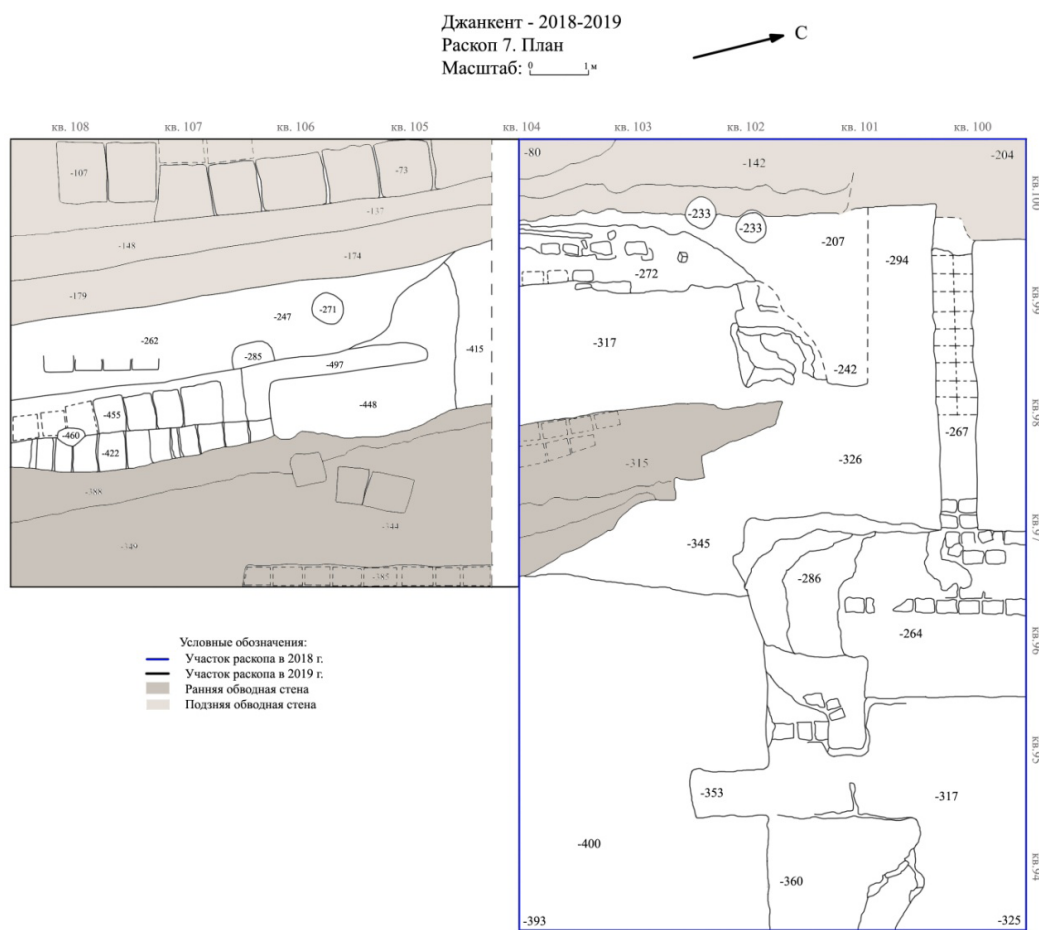 Джанкент - 2018-2019
Раскоп 7. План
Масштаб: 0 1 м
С
кв. 108 кв. 107 кв. 106 кв. 105 кв. 104 кв. 103 кв. 102 кв. 101 кв. 100
-107
-73
-137
-148
-174
-179
-247
-271
-262
-285
-497
-415
-448
-455
-460
-422
-388
-344
-349
-385
-80
-142
-204
-233
-233
-207
-294
-272
-317
-242
-267
-315
-326
-345
-286
-264
-353
-317
-400
-360
-393
-325
кв.100
кв.99
кв.98
кв.97
кв.96
кв.95
кв.94
Условные обозначения:
Участок раскопа в 2018 г.
Участок раскопа в 2019 г.
Ранняя обводная стена
Подзняя обводная стена